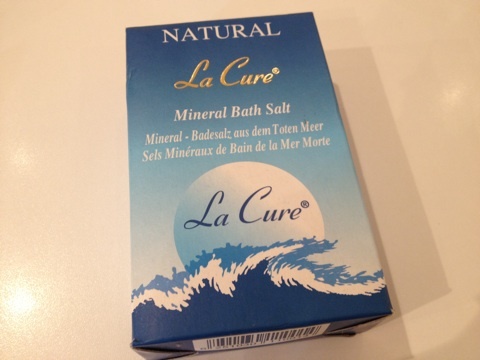 NATURAL
La Cure®
Mineral Bath Salt
Mineral - Badesalz aus dem Toten Meer
Sels Minéraux de Bain de la Mer Morte
La Cure®